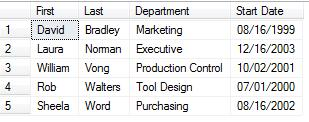 First Last Department Start Date
1 David Bradley Marketing 08/16/1999
2 Laura Noman Executive 12/16/2003
3 William Vong Production Control 10/02/2001
4 Rob Walters Tool Design 07/01/2000
5 Sheela Word Purchasing 08/16/2002